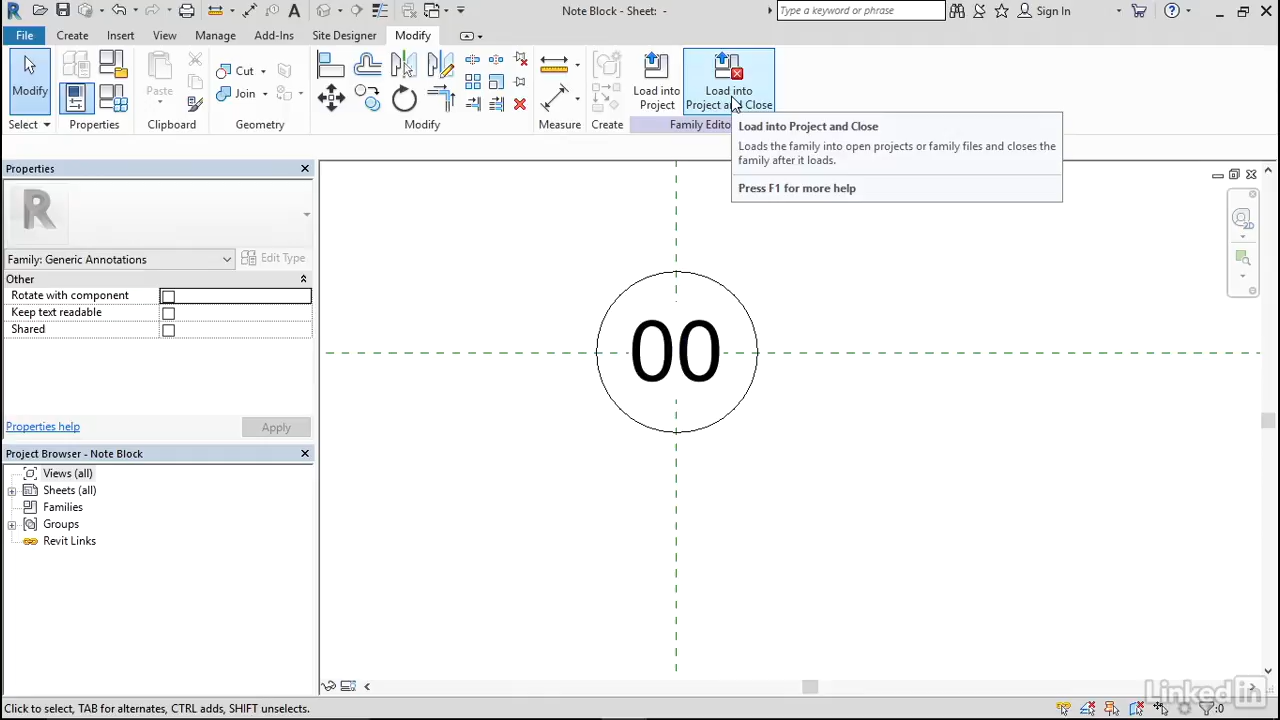 Note Block - Sheet: -
Type a keyword or phrase
Sign In
File
Create
Insert
View
Manage
Add-Ins
Site Designer
Modify
Modify
Paste
Cut
Join
Load into
Project
Load into
Project and Close
Select
Properties
Clipboard
Geometry
Modify
Measure
Create
Family Edito
Load into Project and Close
Loads the family into open projects or family files and closes the
family after it loads.
Press F1 for more help
Properties
R
Family: Generic Annotations
Edit Type
Other
Rotate with component
Keep text readable
Shared
Properties help
Apply
Project Browser - Note Block
Views (all)
Sheets (all)
Families
Groups
Revit Links
00
2D
Click to select, TAB for alternates, CTRL adds, SHIFT unselects.
:0
Linked in